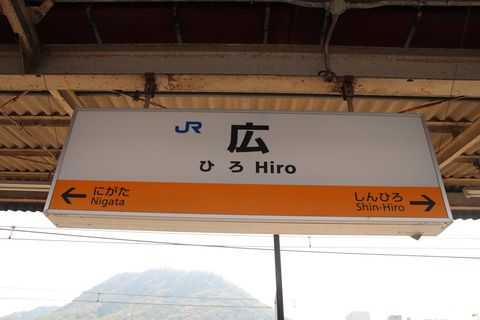 JR 広
ひろ Hiro
← にがた
Nigata
しんひろ →
Shin-Hiro